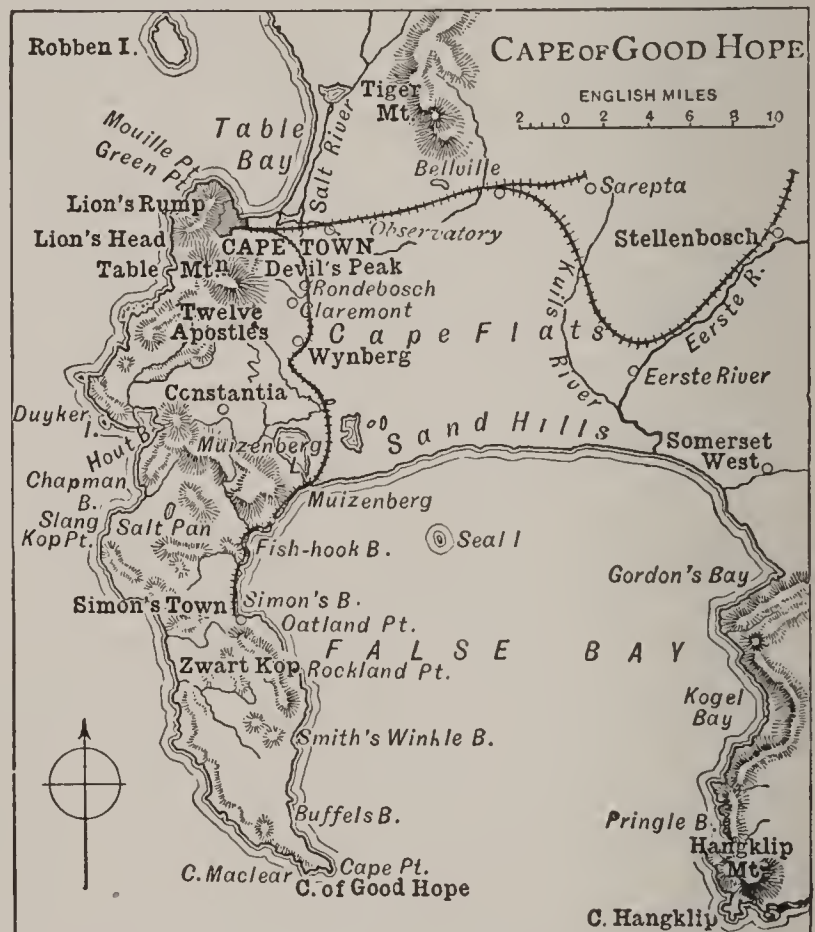 Robben I.
CAPE OF GOOD HOPE
ENGLISH MILES
2 0 2 4 6 8 10
Tiger
Mt.
Mouille Pt.
Green Pt.
Table
Bay
Salt River
Bellville
Lion's Rump
Sarepta
Observatory
Lion's Head
CAPE TOWN
Stellenbosch
Table Mtn
Devil's Peak
Rondebosch
Claremont
Twelve
Apostles
Cape Flats
Kuils River
Eerste R.
Wynberg
Eerste River
Constantia
Duyker
I.
Hout B.
Muizenberg
L.
Sand Hills
Somerset
West
Chapman
B.
Muizenberg
Slang
Kop Pt.
Salt Pan
Fish-hook B.
Seal I
Gordon's Bay
Simon's Town
Simon's B.
Oatland Pt.
FALSE BAY
Zwart Kop
Rockland Pt.
Kogel
Bay
Smith's Winkle B.
Buffels B.
Pringle B.
Hangklip
Mt.
Cape Pt.
C. Maclear
C. of Good Hope
C. Hangklip